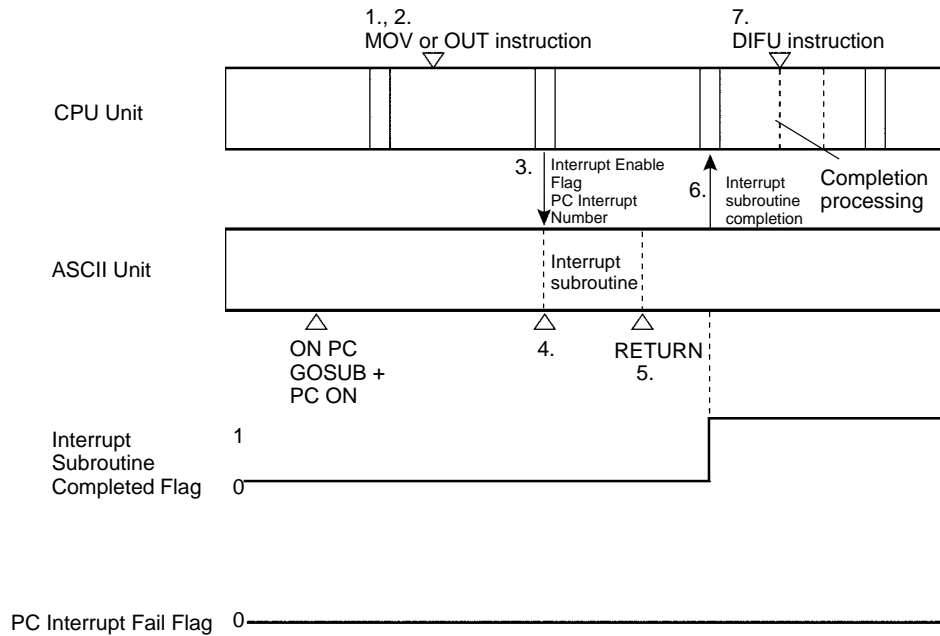 1., 2.
MOV or OUT instruction
7.
DIFU instruction
CPU Unit
3.
Interrupt Enable
Flag
PC Interrupt
Number
6.
Interrupt
subroutine
completion
Completion
processing
ASCII Unit
Interrupt
subroutine
ON PC
GOSUB +
PC ON
4.
RETURN
5.
Interrupt
Subroutine
Completed Flag
1
0
PC Interrupt Fail Flag
0